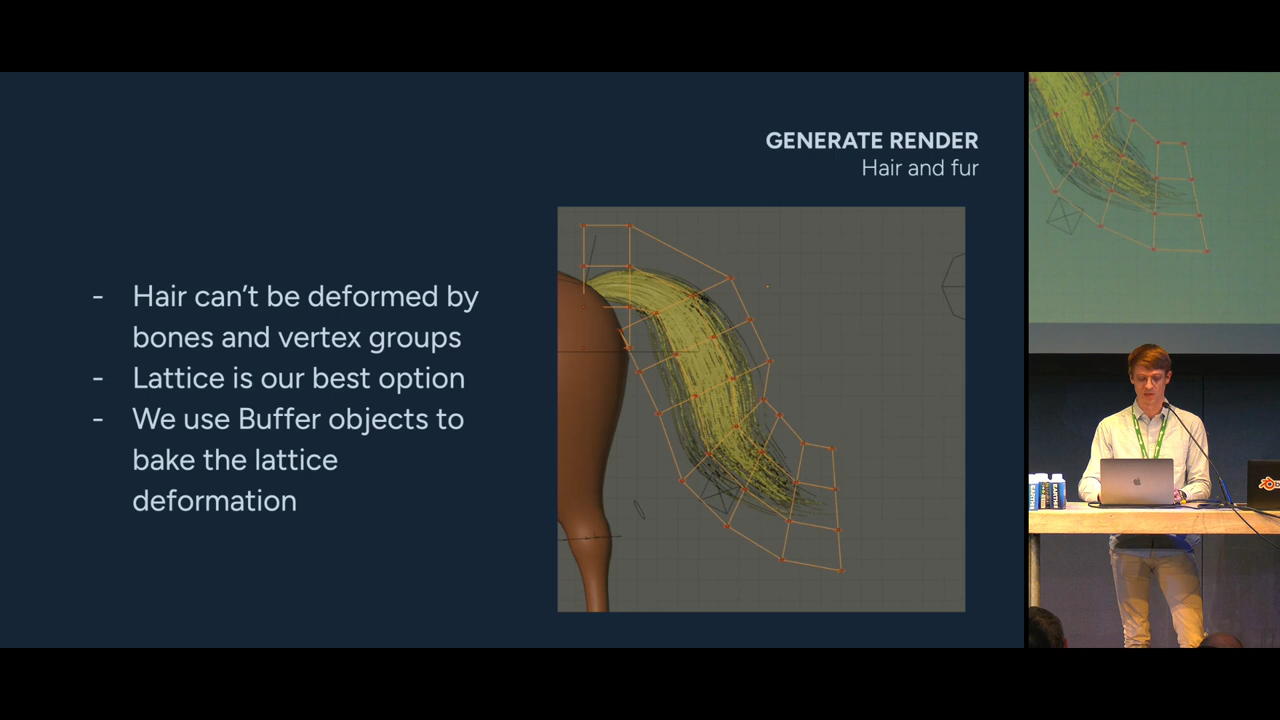 GENERATE RENDER
Hair and fur
- Hair can't be deformed by
bones and vertex groups
- Lattice is our best option
- We use Buffer objects to
bake the lattice
deformation